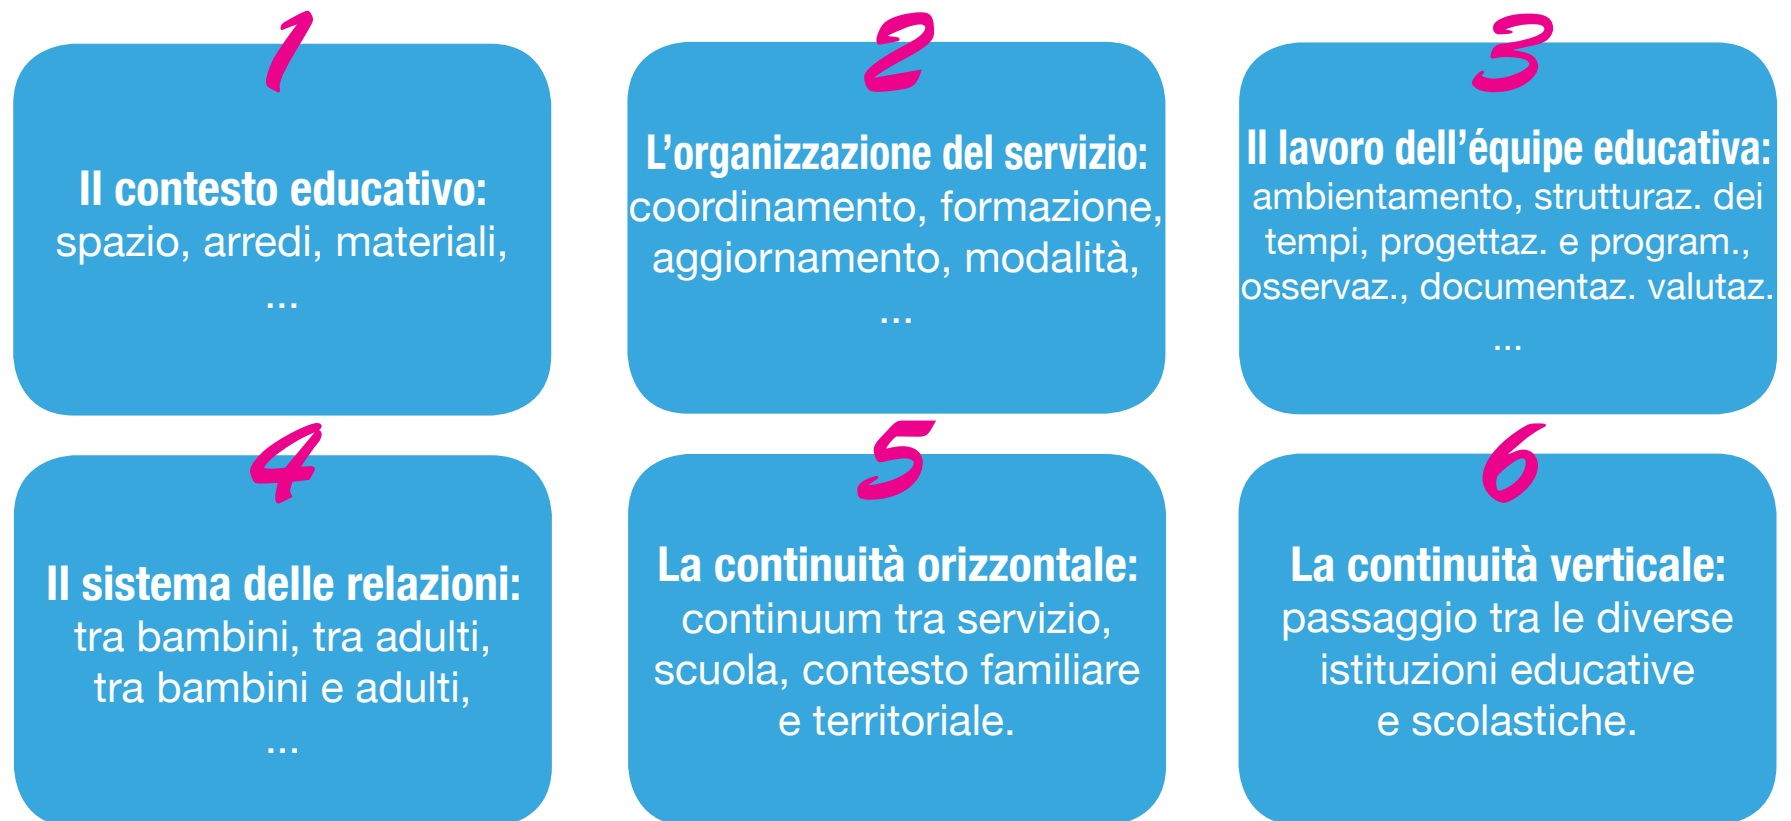 1
Il contesto educativo:
spazio, arredi, materiali,
...
2
L’organizzazione del servizio:
coordinamento, formazione,
aggiornamento, modalità,
...
3
Il lavoro dell’équipe educativa:
ambientamento, strutturaz. dei
tempi, progettaz. e program.,
osservaz., documentaz. valutaz.
...
4
Il sistema delle relazioni:
tra bambini, tra adulti,
tra bambini e adulti,
...
5
La continuità orizzontale:
continuum tra servizio,
scuola, contesto familiare
e territoriale.
6
La continuità verticale:
passaggio tra le diverse
istituzioni educative
e scolastiche.